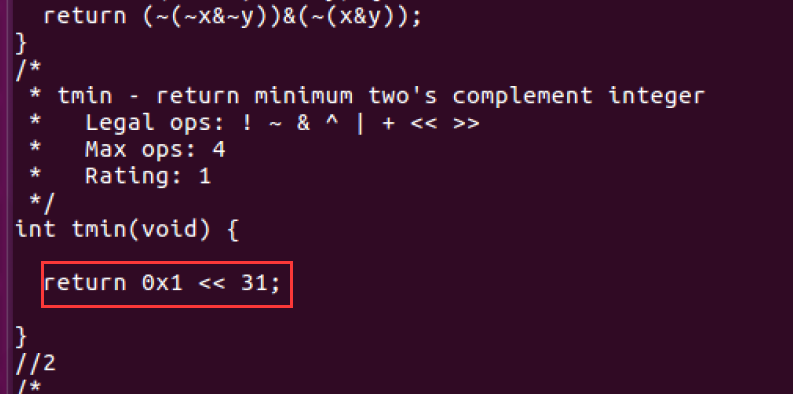 return (~(~x&~y))&(~(x&y));
}
/*
* tmin - return minimum two's complement integer
* Legal ops: ! ~ & ^ | + << >>
* Max ops: 4
* Rating: 1
*/
int tmin(void) {
return 0x1 << 31;
}
//2
/*